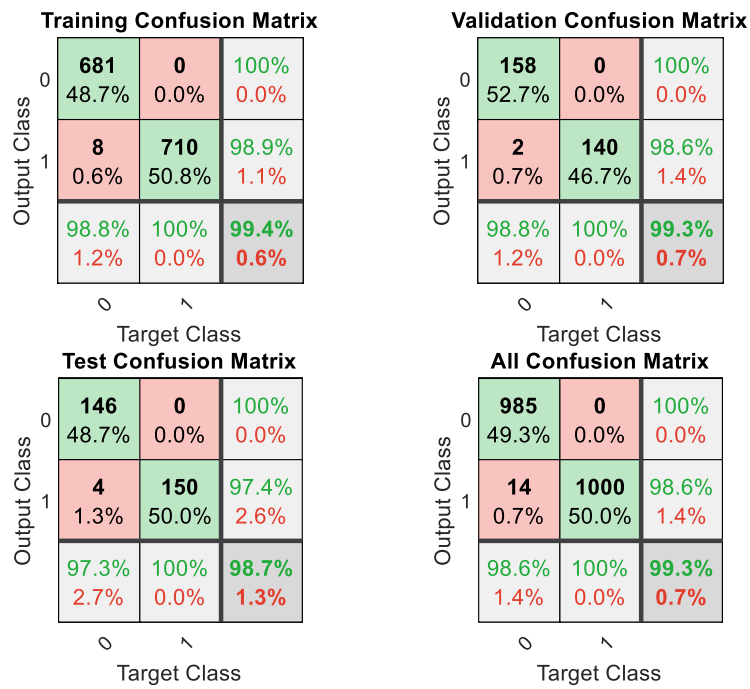 Training Confusion Matrix
681 0 100%
48.7% 0.0% 0.0%
8 710 98.9%
0.6% 50.8% 1.1%
98.8% 100% 99.4%
1.2% 0.0% 0.6%
0
1
Output Class
0 1
Target Class
Validation Confusion Matrix
158 0 100%
52.7% 0.0% 0.0%
2 140 98.6%
0.7% 46.7% 1.4%
98.8% 100% 99.3%
1.2% 0.0% 0.7%
0
1
Output Class
0 1
Target Class
Test Confusion Matrix
146 0 100%
48.7% 0.0% 0.0%
4 150 97.4%
1.3% 50.0% 2.6%
97.3% 100% 98.7%
2.7% 0.0% 1.3%
0
1
Output Class
0 1
Target Class
All Confusion Matrix
985 0 100%
49.3% 0.0% 0.0%
14 1000 98.6%
0.7% 50.0% 1.4%
98.6% 100% 99.3%
1.4% 0.0% 0.7%
0
1
Output Class
0 1
Target Class